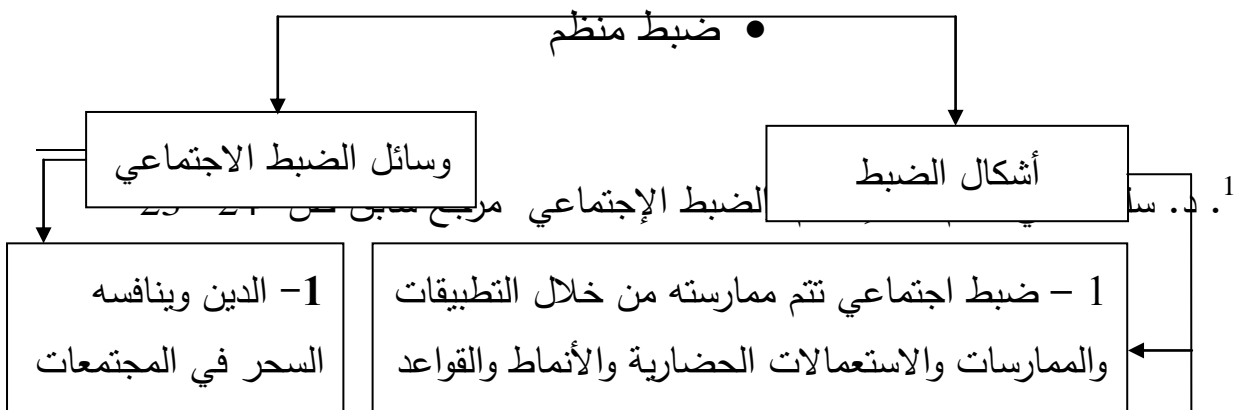 • ضبط منظم
أشكال الضبط
وسائل الضبط الاجتماعي
1. د. الضبط الإجتماعي مرجع
1 – ضبط اجتماعي تتم ممارسته من خلال التطبيقات
والممارسات والاستعمالات الحضارية والأنماط والقواعد
1– الدين وينافسه
السحر في المجتمعات